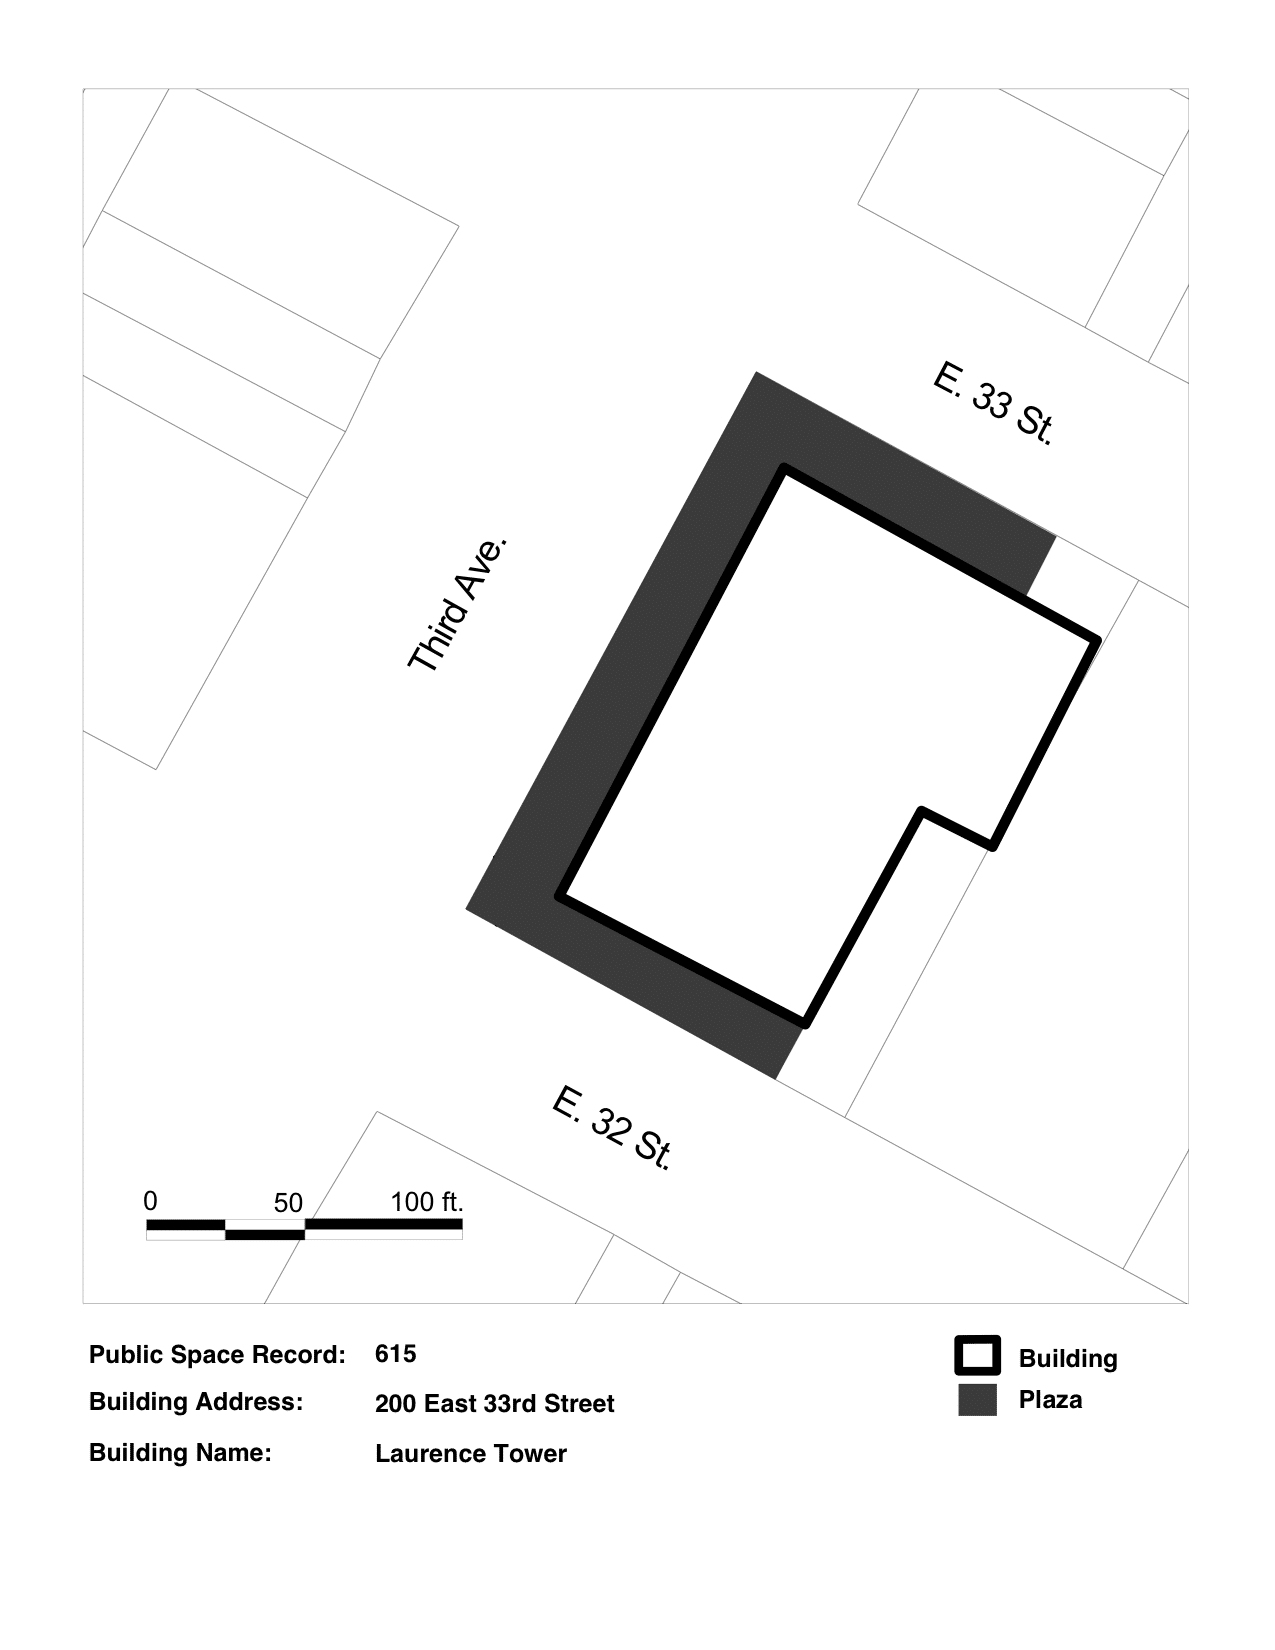 E. 33 St.
Third Ave.
E. 32 St.
0 50 100 ft.
Public Space Record: 615
Building Address: 200 East 33rd Street
Building Name: Laurence Tower
Building
Plaza